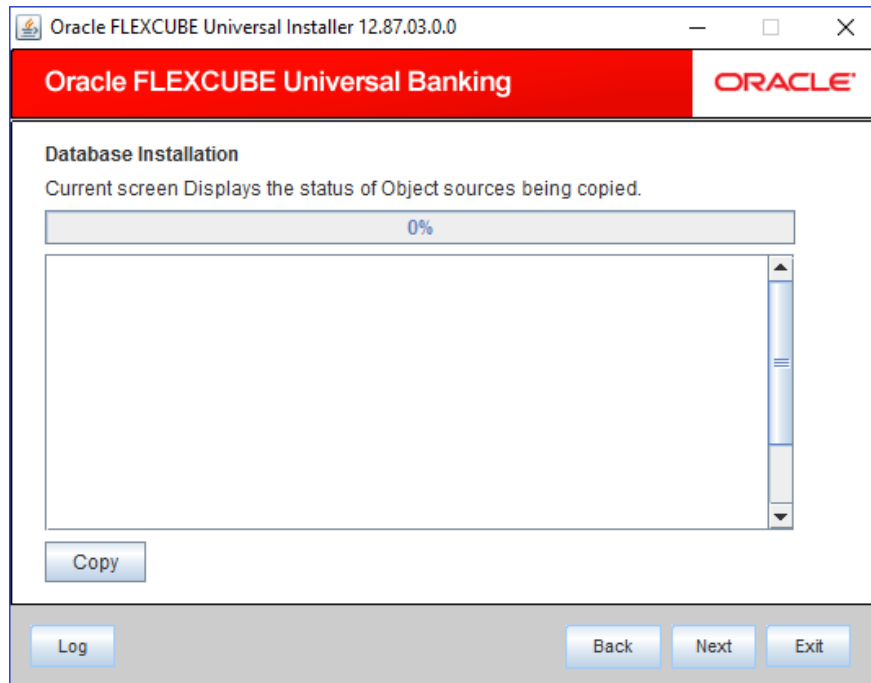 Oracle FLEXCUBE Universal Installer 12.87.03.0.0
Oracle FLEXCUBE Universal Banking
ORACLE
Database Installation
Current screen Displays the status of Object sources being copied.
0%
Copy
Log Back Next Exit